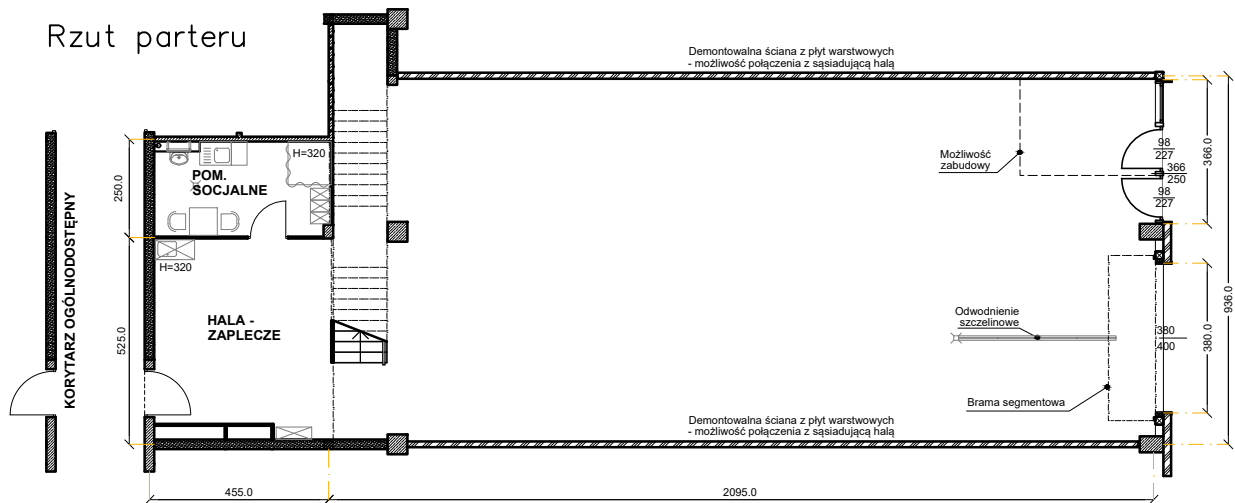 Rzut parteru
Demontowalna ściana z płyt warstwowych
- możliwość połączenia z sąsiadującą halą
H=320
POM.
SOCJALNE
Możliwość
zabudowy
98
227
366
250
98
227
366.0
250.0
KORYTARZ OGÓLNODOSTĘPNY
H=320
HALA -
ZAPLECZE
525.0
Odwodnienie
szczelinowe
380
400
380.0
936.0
Brama segmentowa
Demontowalna ściana z płyt warstwowych
- możliwość połączenia z sąsiadującą halą
455.0
2095.0